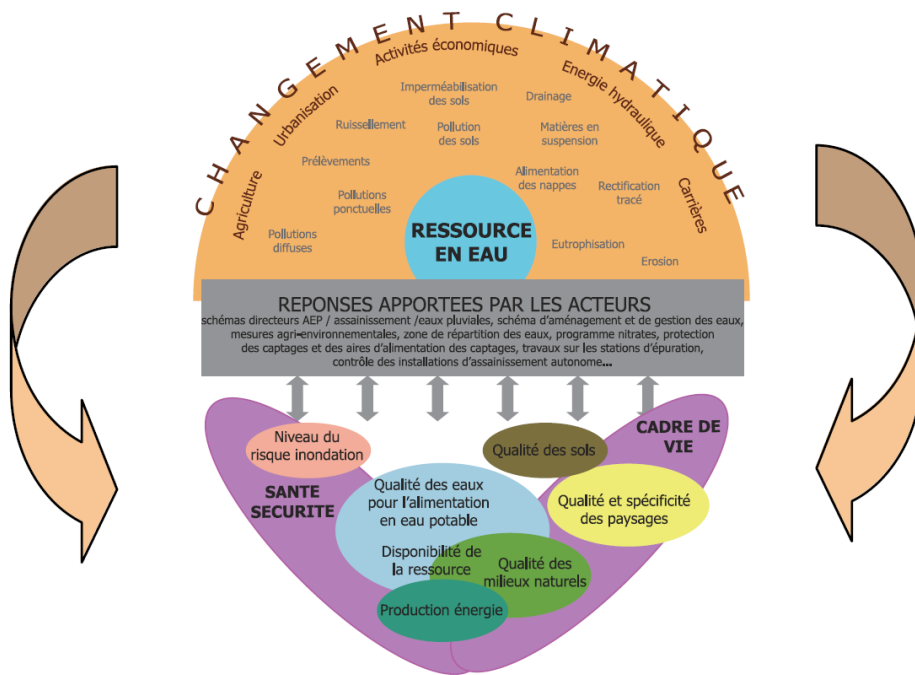 CHANGEMENT CLIMATIQUE
Activités économiques
Urbanisation
Energie hydraulique
Agriculture
Carrières
Imperméabilisation
des sols
Drainage
Ruissellement
Pollution
des sols
Matières en
suspension
Prélèvements
Alimentation
des nappes
Rectification
tracé
Pollutions
ponctuelles
Pollutions
diffuses
Eutrophisation
Erosion
RESSOURCE
EN EAU
REPONSES APPORTEES PAR LES ACTEURS
schémas directeurs AEP / assainissement /eaux pluviales, schéma d'aménagement et de gestion des eaux,
mesures agri-environnementales, zone de répartition des eaux, programme nitrates, protection
des captages et des aires d'alimentation des captages, travaux sur les stations d'épuration,
contrôle des installations d'assainissement autonome...
Niveau du
risque inondation
Qualité des sols
CADRE DE
VIE
SANTE
SECURITE
Qualité des eaux
pour l'alimentation
en eau potable
Qualité et spécificité
des paysages
Disponibilité de
la ressource
Qualité des
milieux naturels
Production énergie